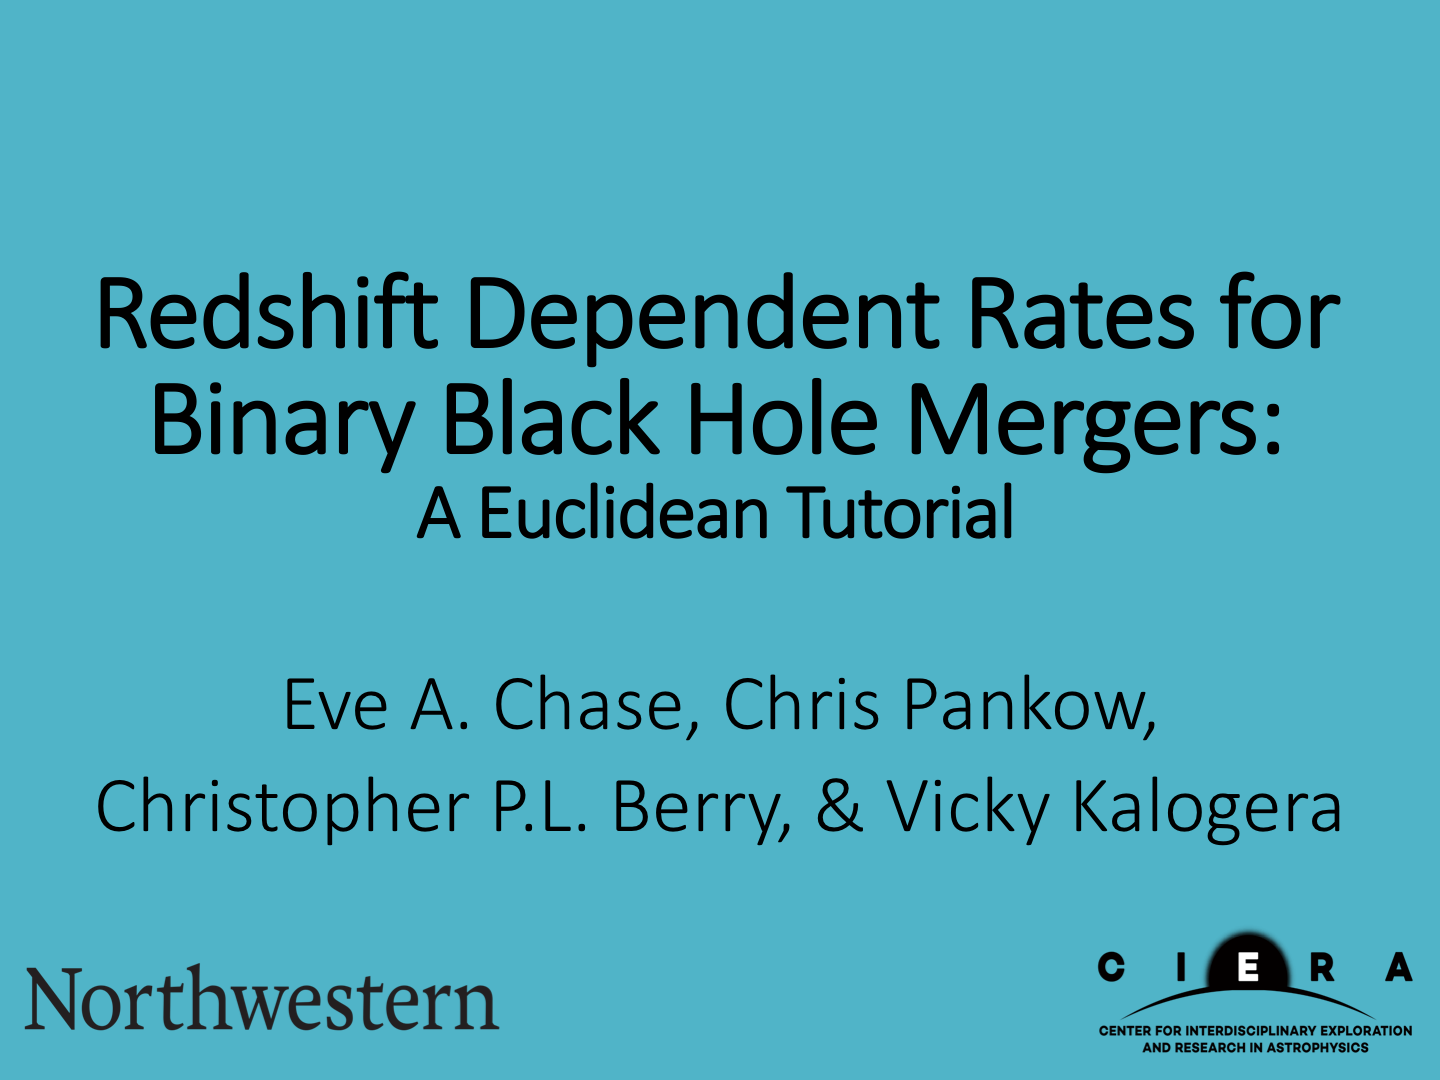 Redshift Dependent Rates for
Binary Black Hole Mergers:
A Euclidean Tutorial
Eve A. Chase, Chris Pankow,
Christopher P.L. Berry, & Vicky Kalogera
Northwestern
CIERA
CENTER FOR INTERDISCIPLINARY EXPLORATION
AND RESEARCH IN ASTROPHYSICS